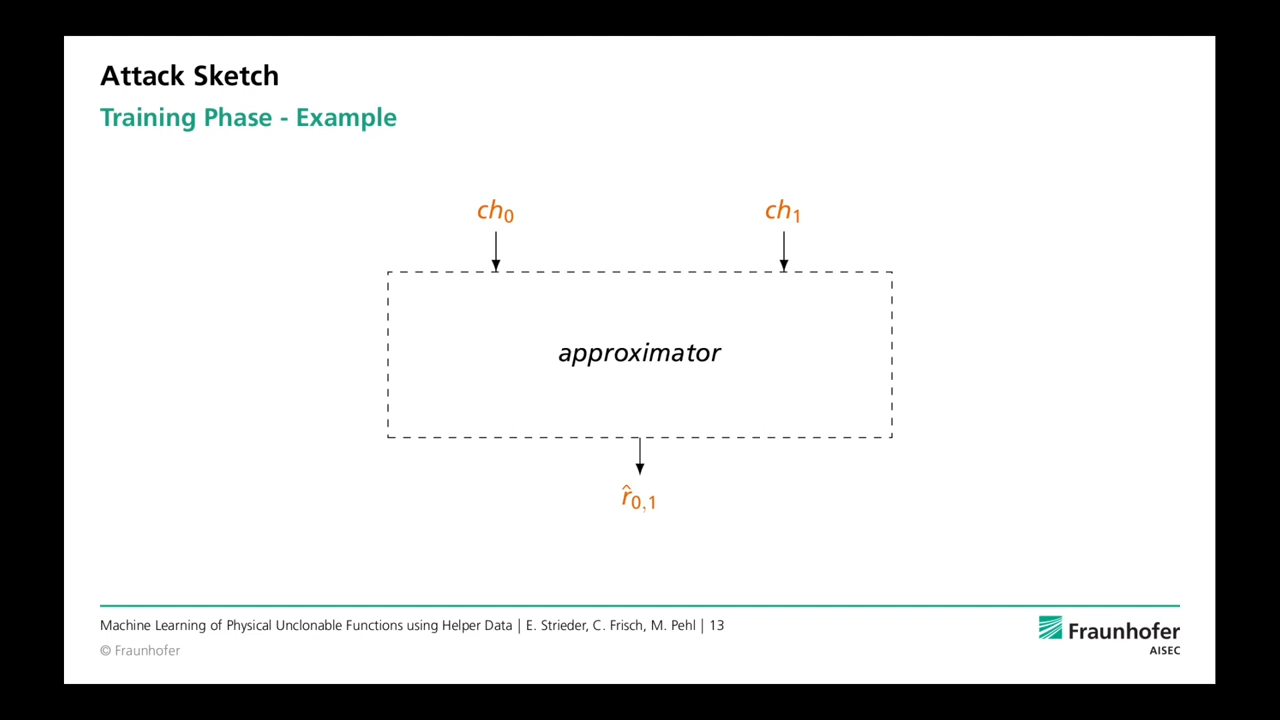 Attack Sketch
Training Phase - Example
ch₀ ch₁
approximator
r̂₀,₁
Machine Learning of Physical Unclonable Functions using Helper Data | E. Strieder, C. Frisch, M. Pehl | 13
© Fraunhofer
Fraunhofer
AISEC